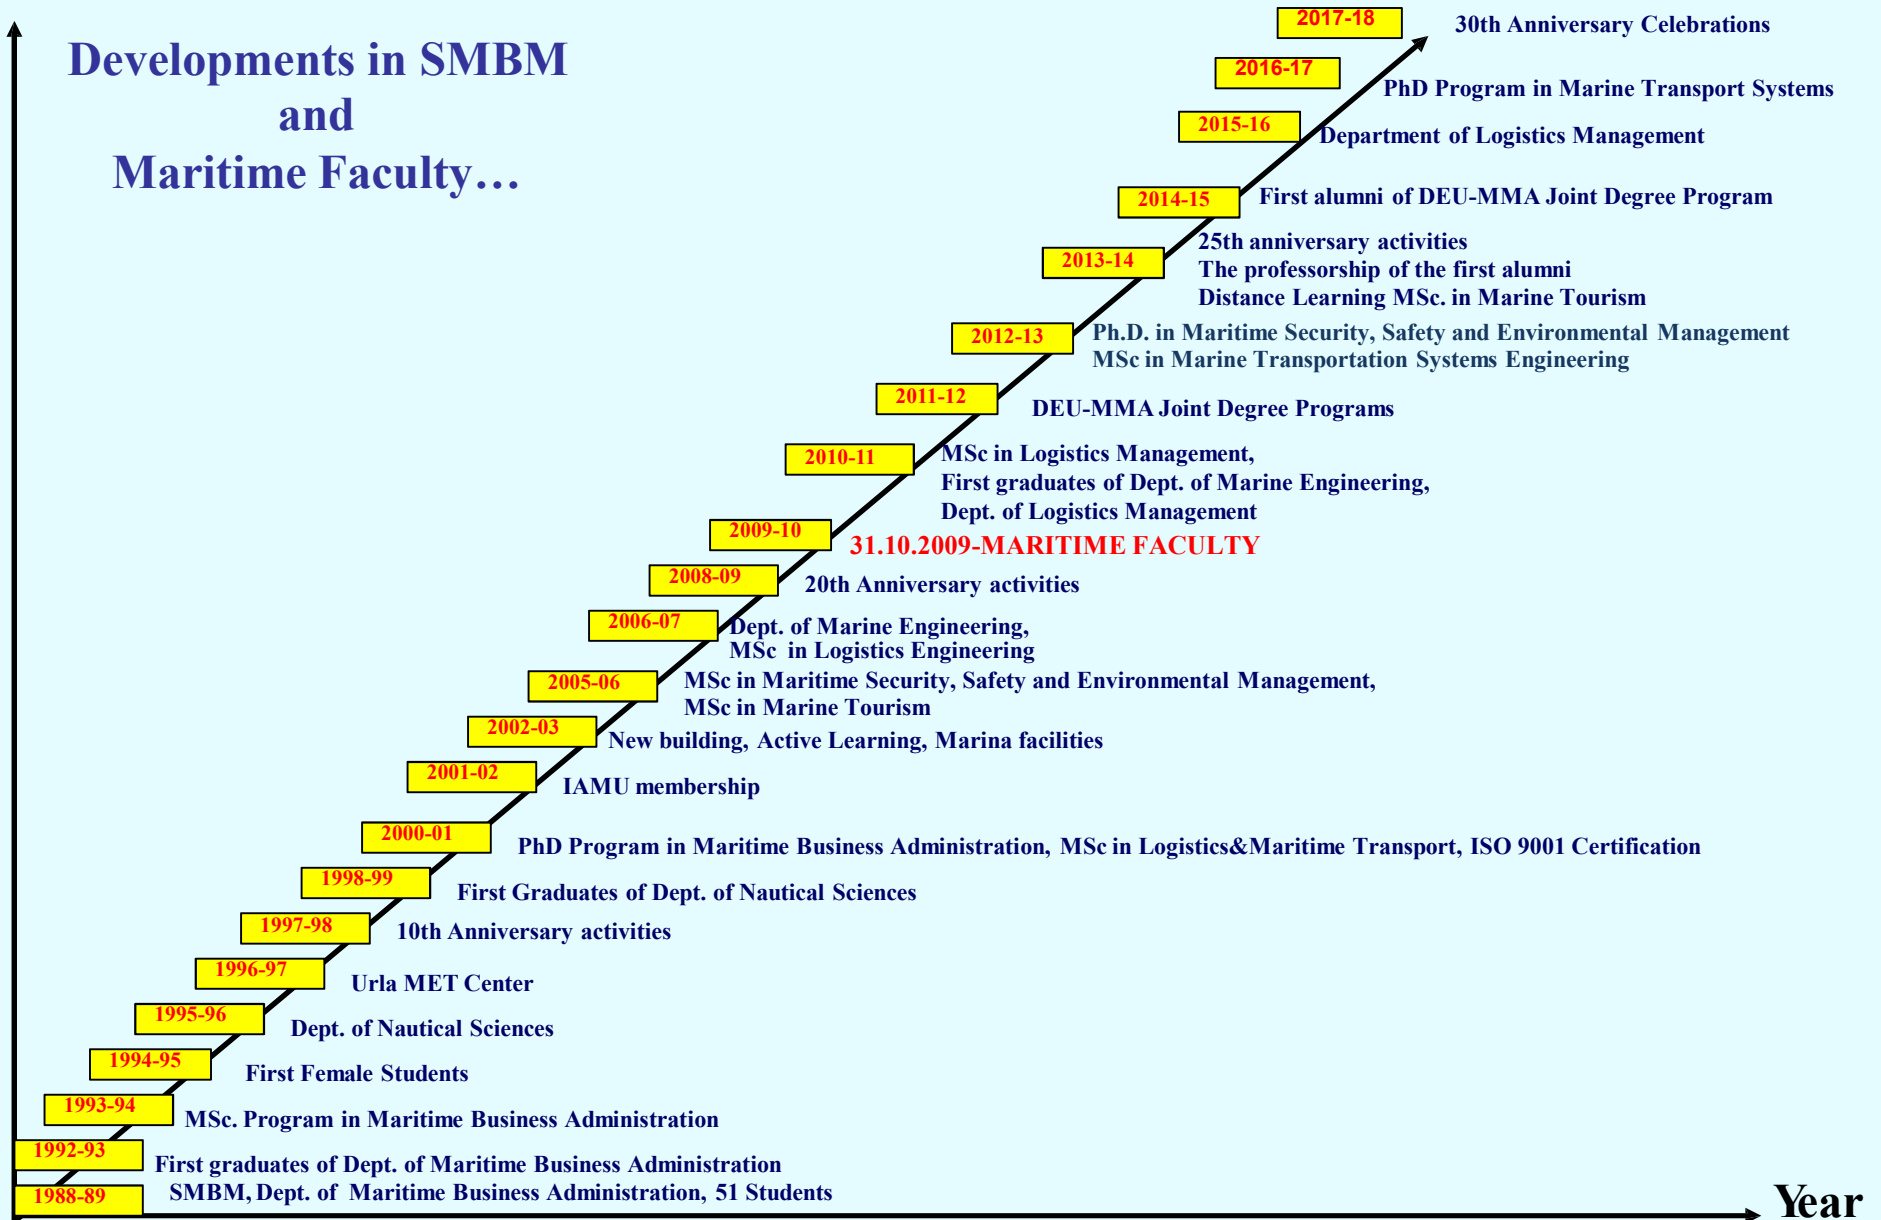 Developments in SMBM
and
Maritime Faculty…
2017-18
30th Anniversary Celebrations
2016-17
PhD Program in Marine Transport Systems
2015-16
Department of Logistics Management
2014-15
First alumni of DEU-MMA Joint Degree Program
2013-14
25th anniversary activities
The professorship of the first alumni
Distance Learning MSc. in Marine Tourism
2012-13
Ph.D. in Maritime Security, Safety and Environmental Management
MSc in Marine Transportation Systems Engineering
2011-12
DEU-MMA Joint Degree Programs
2010-11
MSc in Logistics Management,
First graduates of Dept. of Marine Engineering,
Dept. of Logistics Management
2009-10
31.10.2009-MARITIME FACULTY
2008-09
20th Anniversary activities
2006-07
Dept. of Marine Engineering,
MSc in Logistics Engineering
2005-06
MSc in Maritime Security, Safety and Environmental Management,
MSc in Marine Tourism
2002-03
New building, Active Learning, Marina facilities
2001-02
IAMU membership
2000-01
PhD Program in Maritime Business Administration, MSc in Logistics&Maritime Transport, ISO 9001 Certification
1998-99
First Graduates of Dept. of Nautical Sciences
1997-98
10th Anniversary activities
1996-97
Urla MET Center
1995-96
Dept. of Nautical Sciences
1994-95
First Female Students
1993-94
MSc. Program in Maritime Business Administration
1992-93
First graduates of Dept. of Maritime Business Administration
1988-89
SMBM, Dept. of Maritime Business Administration, 51 Students
Year